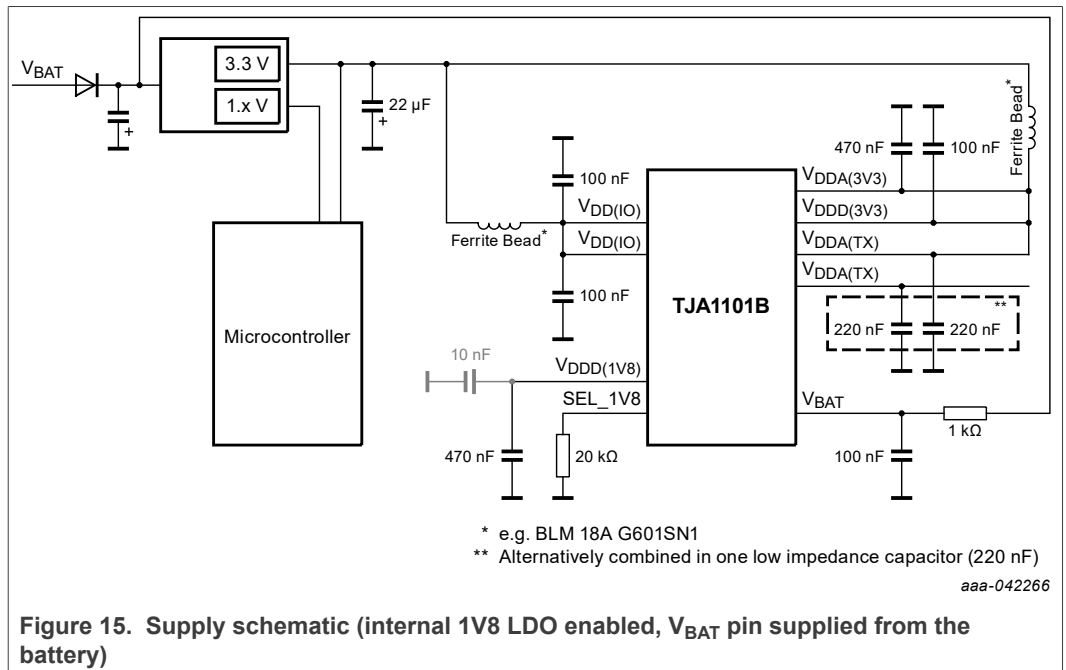 VBAT
3.3 V
1.x V
22 µF
Microcontroller
Ferrite Bead*
100 nF
VDD(IO)
VDD(IO)
100 nF
10 nF
VDDD(1V8)
SEL_1V8
470 nF
20 kΩ
TJA1101B
470 nF
100 nF
Ferrite Bead*
VDDA(3V3)
VDDD(3V3)
VDDA(TX)
VDDA(TX)
**
220 nF
220 nF
VBAT
1 kΩ
100 nF
* e.g. BLM 18A G601SN1
** Alternatively combined in one low impedance capacitor (220 nF)
aaa-042266
Figure 15. Supply schematic (internal 1V8 LDO enabled, VBAT pin supplied from the
battery)